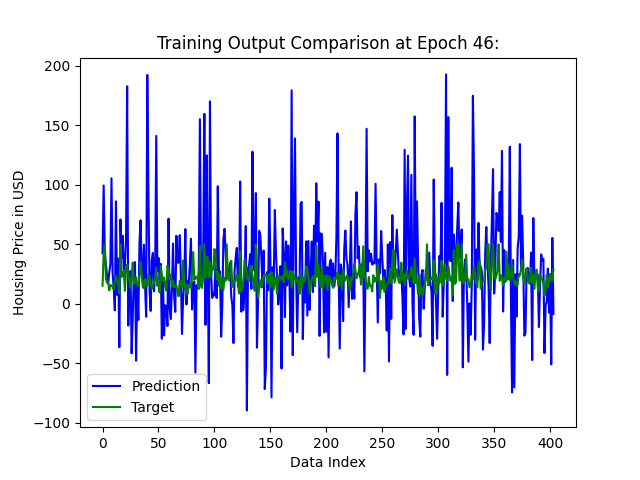 Training Output Comparison at Epoch 46:
200
150
100
50
0
−50
−100
Housing Price in USD
Prediction
Target
0 50 100 150 200 250 300 350 400
Data Index